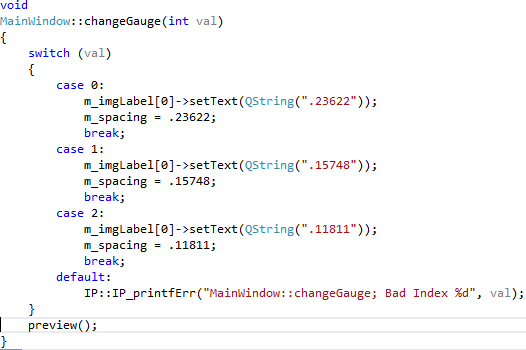 void
MainWindow::changeGauge(int val)
{
    switch (val)
    {
        case 0:
            m_imgLabel[0]->setText(QString(".23622"));
            m_spacing = .23622;
            break;
        case 1:
            m_imgLabel[0]->setText(QString(".15748"));
            m_spacing = .15748;
            break;
        case 2:
            m_imgLabel[0]->setText(QString(".11811"));
            m_spacing = .11811;
            break;
        default:
            IP::IP_printfErr("MainWindow::changeGauge; Bad Index %d", val);
    }
    preview();
}